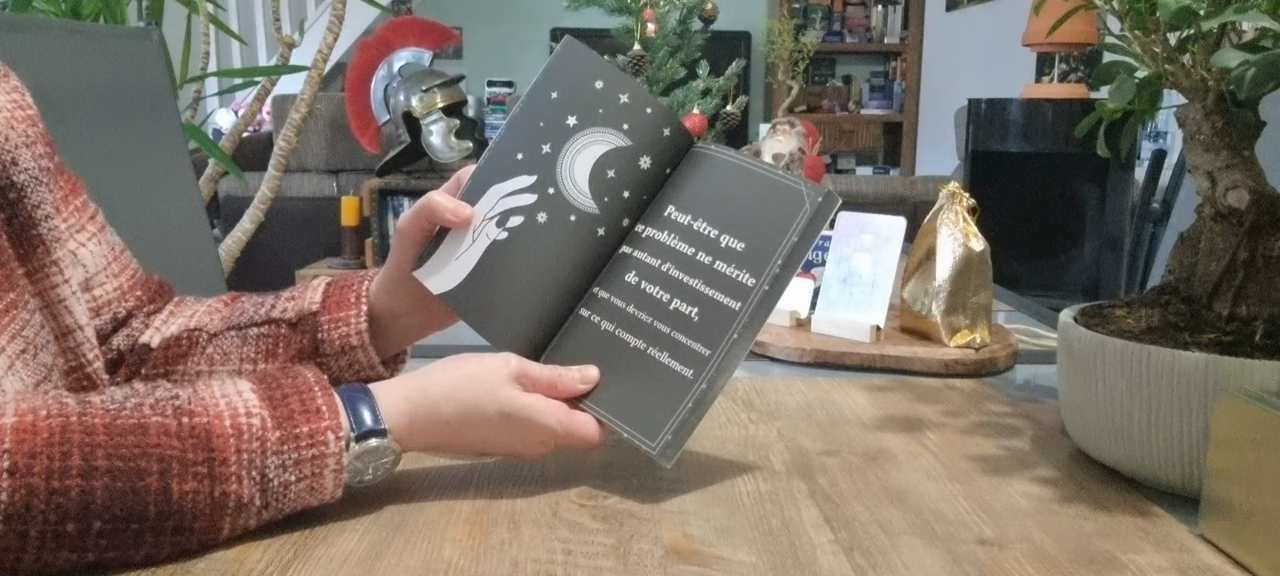 Peut-être que
ce problème ne mérite
pas autant d'investissement
de votre part,
et que vous devriez vous concentrer
sur ce qui compte réellement.